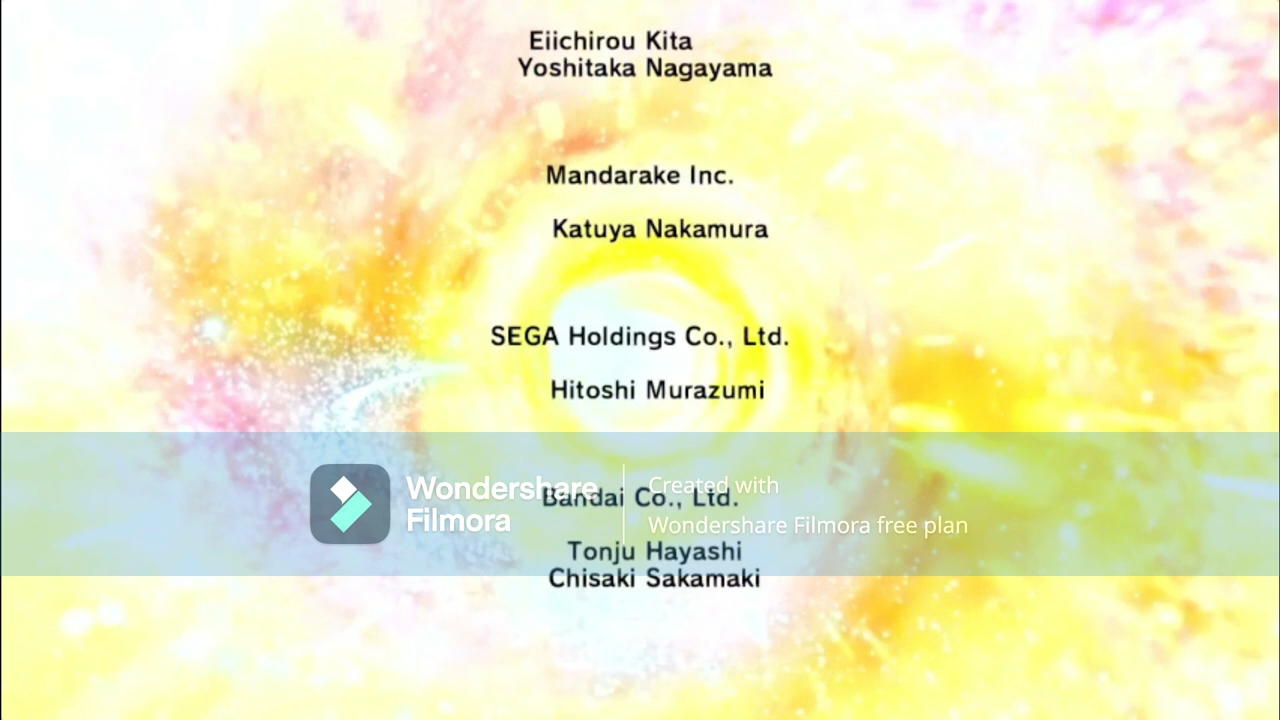 Eiichirou Kita
Yoshitaka Nagayama
Mandarake Inc.
Katuya Nakamura
SEGA Holdings Co., Ltd.
Hitoshi Murazumi
Bandai Co., Ltd.
Wondershare
Filmora
Created with
Wondershare Filmora free plan
Tonju Hayashi
Chisaki Sakamaki